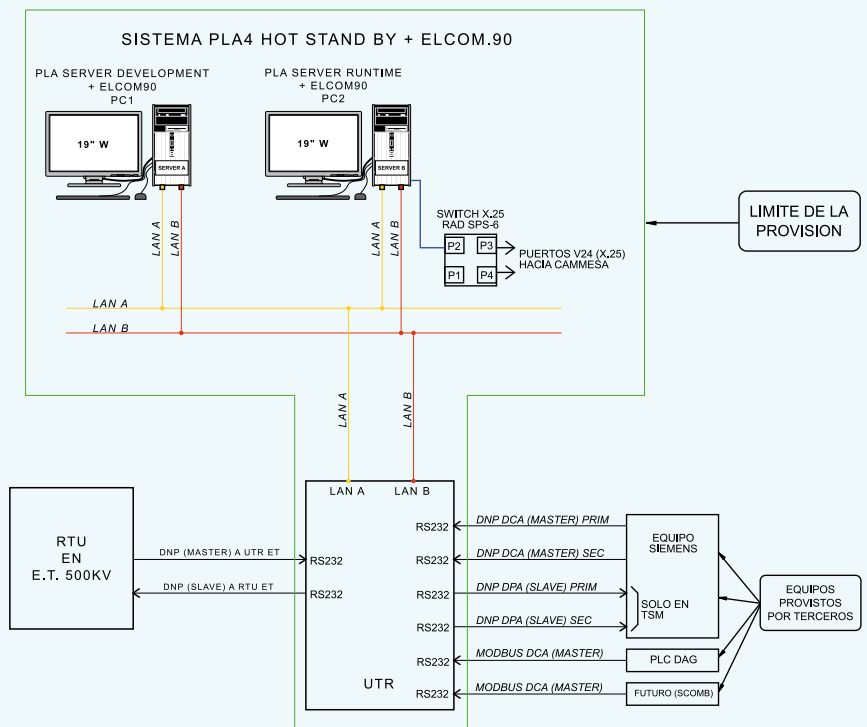 SISTEMA PLA4 HOT STAND BY + ELCOM.90
PLA SERVER DEVELOPMENT
+ ELCOM90
PC1
PLA SERVER RUNTIME
+ ELCOM90
PC2
19" W
SERVER A
19" W
SERVER B
LAN A
LAN B
LAN A
LAN B
SWITCH X.25
RAD SPS-6
P2
P3
P1
P4
PUERTOS V24 (X.25)
HACIA CAMMESA
LIMITE DE LA
PROVISION
LAN A
LAN B
LAN A
LAN B
LAN A
LAN B
RTU
EN
E.T. 500KV
DNP (MASTER) A UTR ET
DNP (SLAVE) A RTU ET
RS232
RS232
UTR
RS232
RS232
RS232
RS232
RS232
RS232
DNP DCA (MASTER) PRIM
DNP DCA (MASTER) SEC
DNP DPA (SLAVE) PRIM
DNP DPA (SLAVE) SEC
MODBUS DCA (MASTER)
MODBUS DCA (MASTER)
EQUIPO
SIEMENS
SOLO EN
TSM
PLC DAG
FUTURO (SCOMB)
EQUIPOS
PROVISTOS
POR TERCEROS